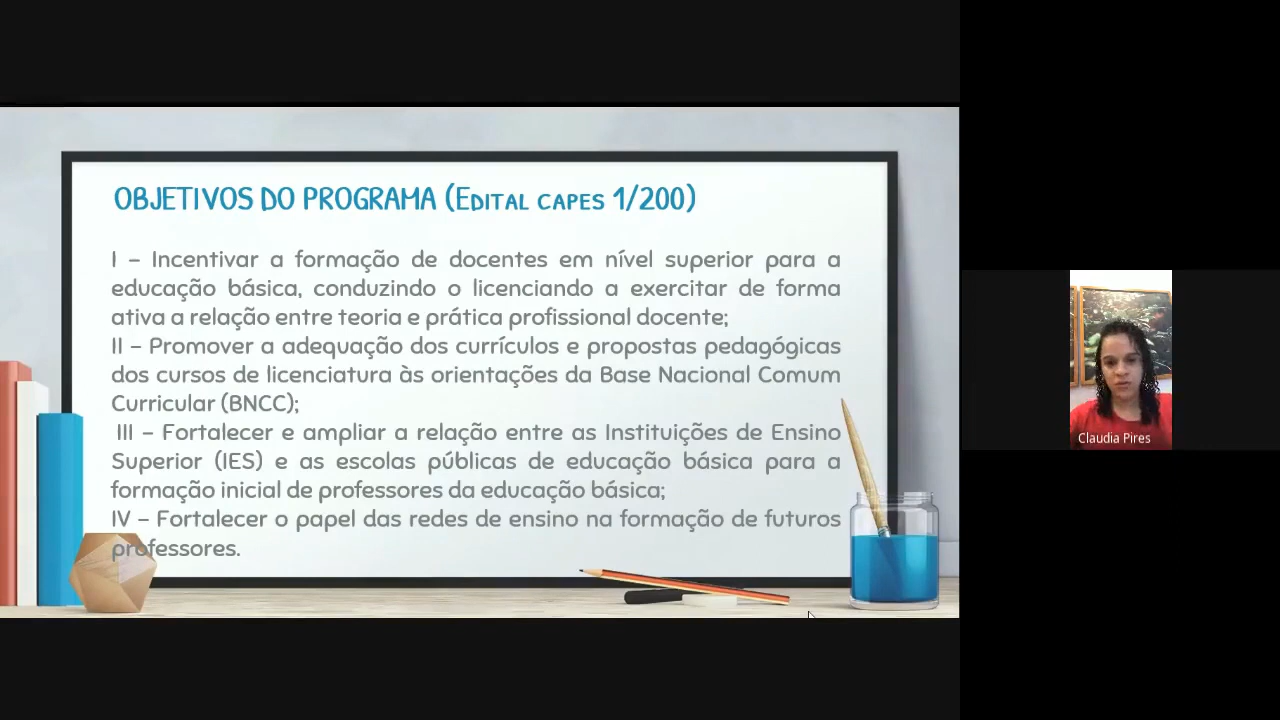 OBJETIVOS DO PROGRAMA (EDITAL CAPES 1/200)
I – Incentivar a formação de docentes em nível superior para a
educação básica, conduzindo o licenciando a exercitar de forma
ativa a relação entre teoria e prática profissional docente;
II – Promover a adequação dos currículos e propostas pedagógicas
dos cursos de licenciatura às orientações da Base Nacional Comum
Curricular (BNCC);
III – Fortalecer e ampliar a relação entre as Instituições de Ensino
Superior (IES) e as escolas públicas de educação básica para a
formação inicial de professores da educação básica;
IV – Fortalecer o papel das redes de ensino na formação de futuros
professores.
Claudia Pires